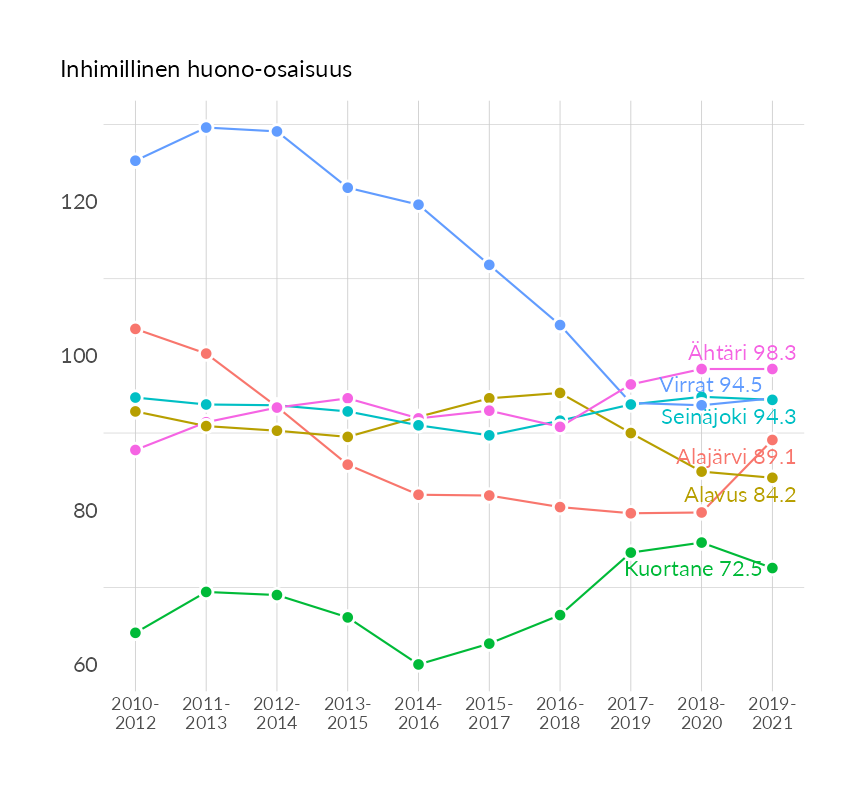 Inhimillinen huono-osaisuus
120
100
80
60
Ähtäri 98.3
Virrat 94.5
Seinäjoki 94.3
Alajärvi 89.1
Alavus 84.2
Kuortane 72.5
2010- 2011- 2012- 2013- 2014- 2015- 2016- 2017- 2018- 2019-
2012 2013 2014 2015 2016 2017 2018 2019 2020 2021